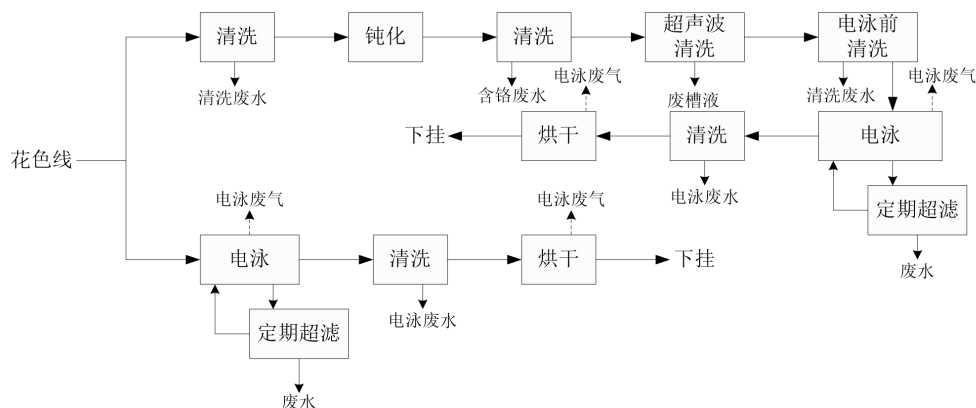 清洗
钝化
清洗
超声波
清洗
电泳前
清洗
清洗废水
含铬废水
电泳废气
废槽液
清洗废水
电泳废气
下挂
烘干
清洗
电泳
花色线
电泳废水
定期超滤
废水
电泳废气
电泳废气
电泳
清洗
烘干
下挂
电泳废水
定期超滤
废水